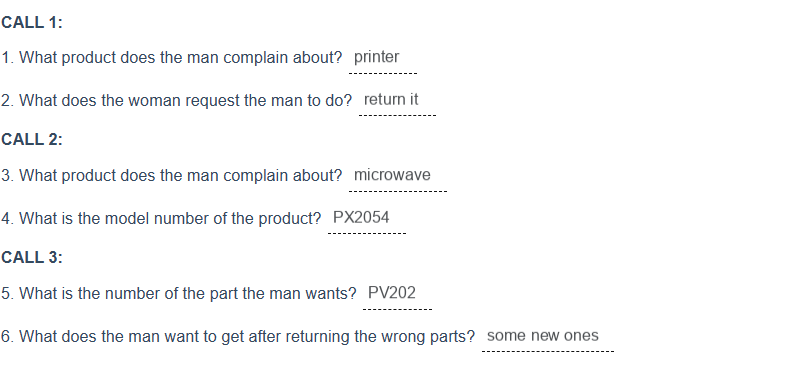 CALL 1:
1. What product does the man complain about? printer
2. What does the woman request the man to do? return it
CALL 2:
3. What product does the man complain about? microwave
4. What is the model number of the product? PX2054
CALL 3:
5. What is the number of the part the man wants? PV202
6. What does the man want to get after returning the wrong parts? some new ones